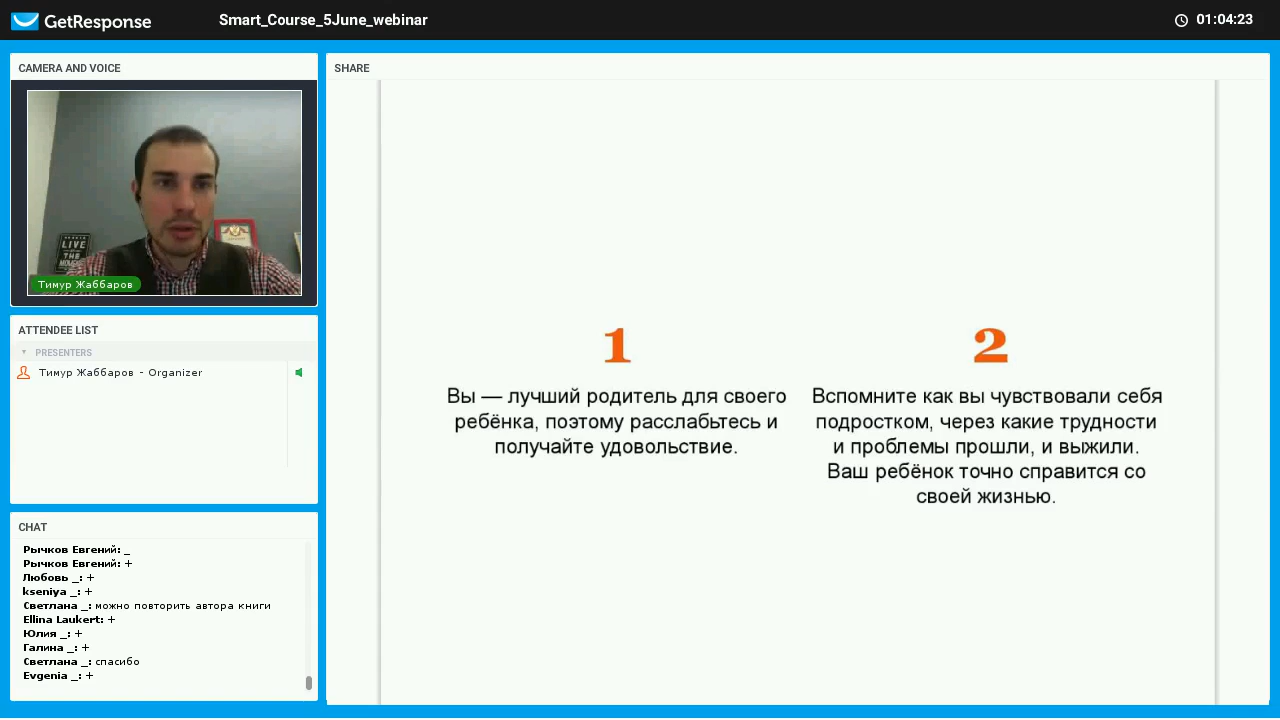 GetResponse
Smart_Course_5June_webinar
01:04:23
CAMERA AND VOICE
LIVE
THE
Тимур Жаббаров
ATTENDEE LIST
PRESENTERS
Тимур Жаббаров - Organizer
CHAT
Рычков Евгений: _
Рычков Евгений: +
Любовь _: +
kseniya _: +
Светлана _: можно повторить автора книги
Ellina Laukert: +
Юлия _: +
Галина _: +
Светлана _: спасибо
Evgenia _: +
SHARE
1
Вы — лучший родитель для своего
ребёнка, поэтому расслабьтесь и
получайте удовольствие.
2
Вспомните как вы чувствовали себя
подростком, через какие трудности
и проблемы прошли, и выжили.
Ваш ребёнок точно справится со
своей жизнью.